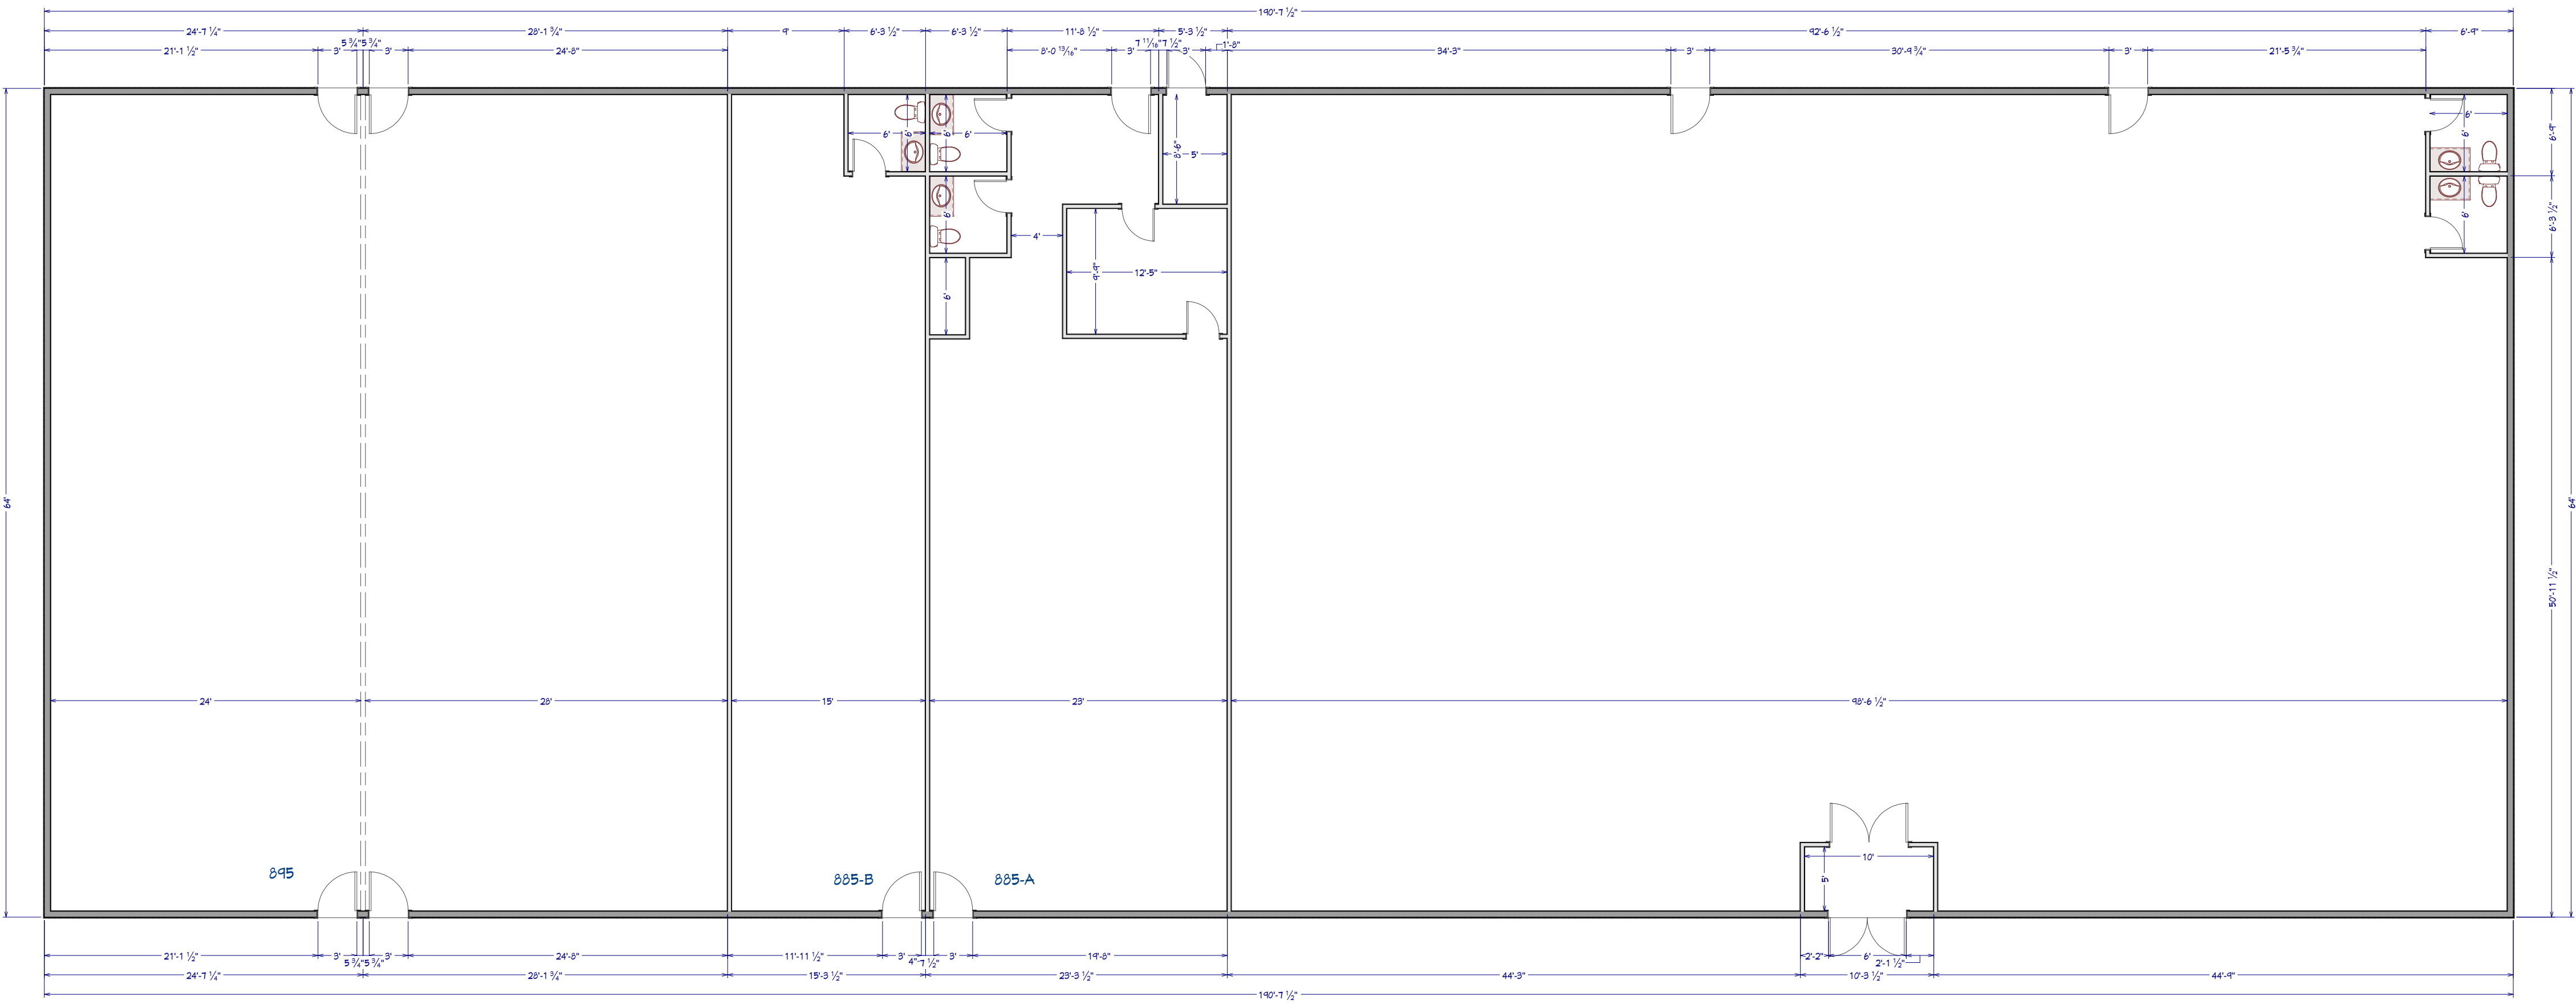 190'-7 ½"
24'-7 ¼" 28'-1 ¾" 9' 6'-3 ½" 6'-3 ½" 11'-8 ½" 5'-3 ½" 92'-6 ½" 6'-9"
5 ¾" 5 ¾" 7 11/16" 7 ½" 1'-8"
21'-1 ½" 3' 3' 24'-8" 8'-0 13/16" 3' 3' 34'-3" 3' 30'-9 ¾" 3' 21'-5 ¾"
6' 6' 6' 6' 8'-6" 5' 6' 6' 6'-9"
6' 4' 6' 6'-3 ½"
9'-9" 12'-5"
6'
64' 64'
50'-11 ½"
24' 28' 15' 23' 98'-6 ½"
10'
895 885-B 885-A 5'
21'-1 ½" 3' 3' 24'-8" 11'-11 ½" 3' 3' 19'-8" 2'-2" 6'
5 ¾" 5 ¾" 4" 7 ½" 2'-1 ½"
24'-7 ¼" 28'-1 ¾" 15'-3 ½" 23'-3 ½" 44'-3" 10'-3 ½" 44'-9"
190'-7 ½"